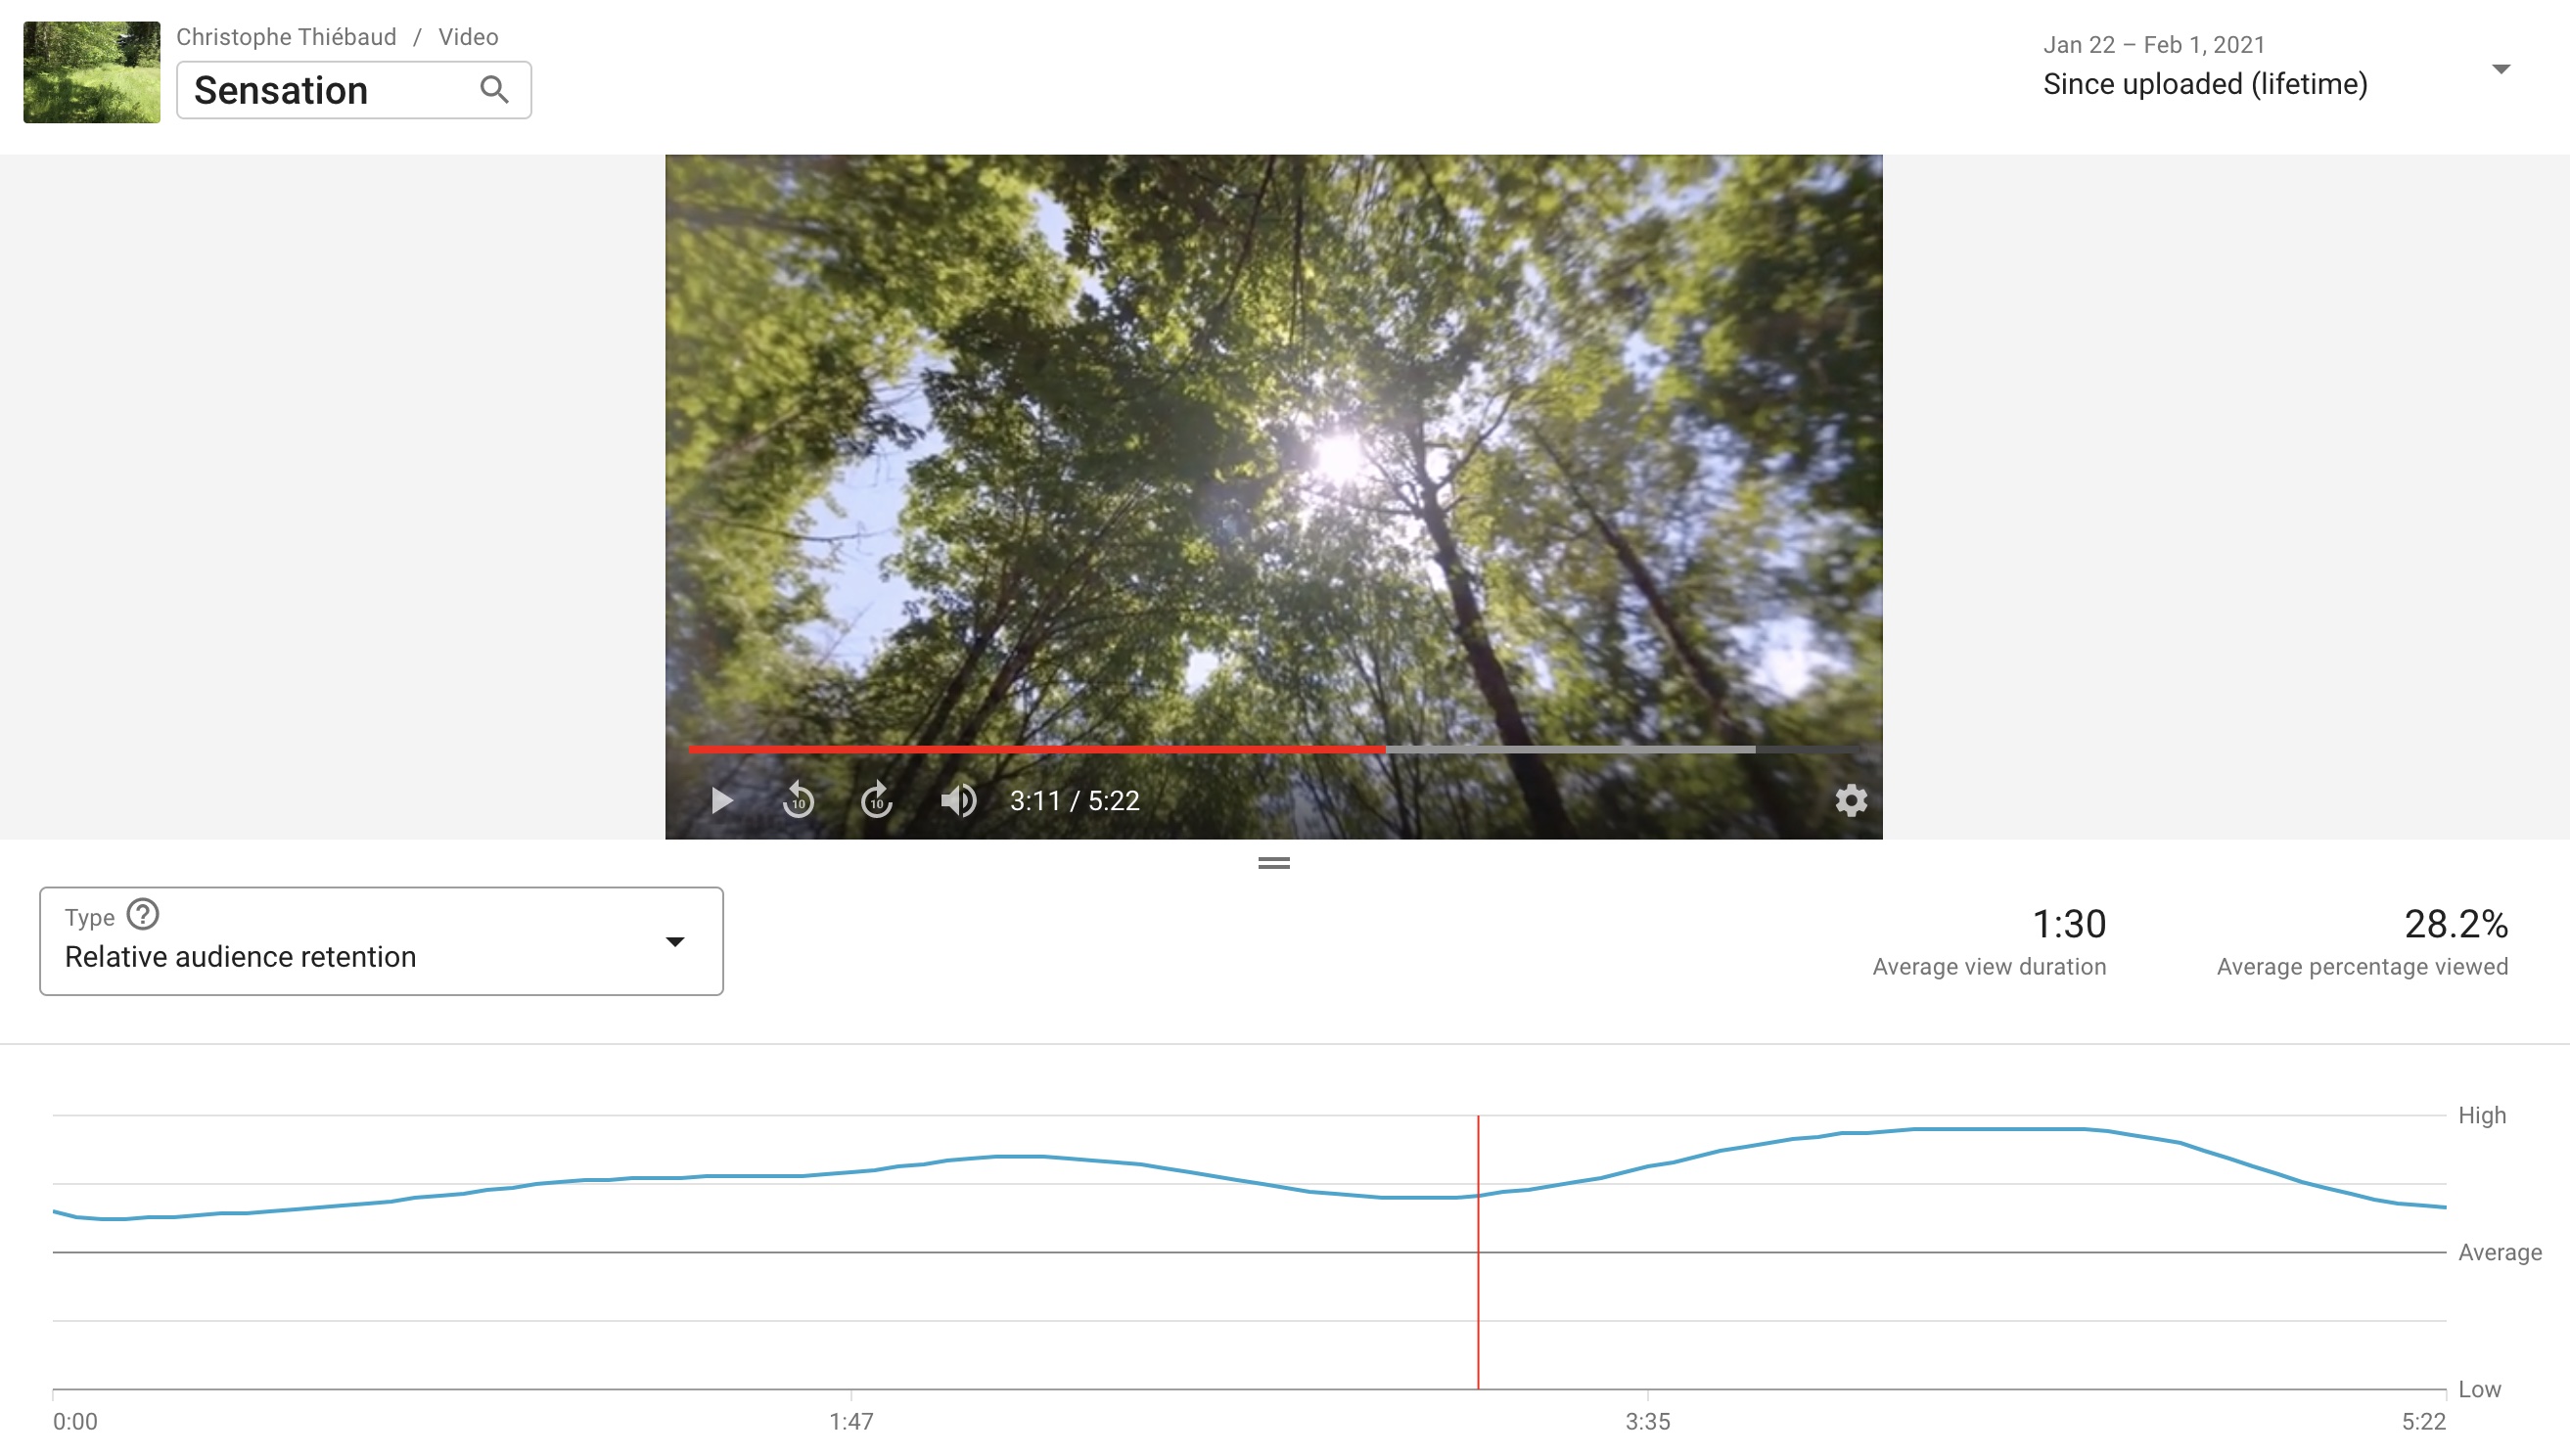 Christophe Thiébaud / Video
Sensation
Jan 22 – Feb 1, 2021
Since uploaded (lifetime)
10
10
3:11 / 5:22
Type ?
Relative audience retention
1:30
Average view duration
28.2%
Average percentage viewed
High
Average
Low
0:00
1:47
3:35
5:22